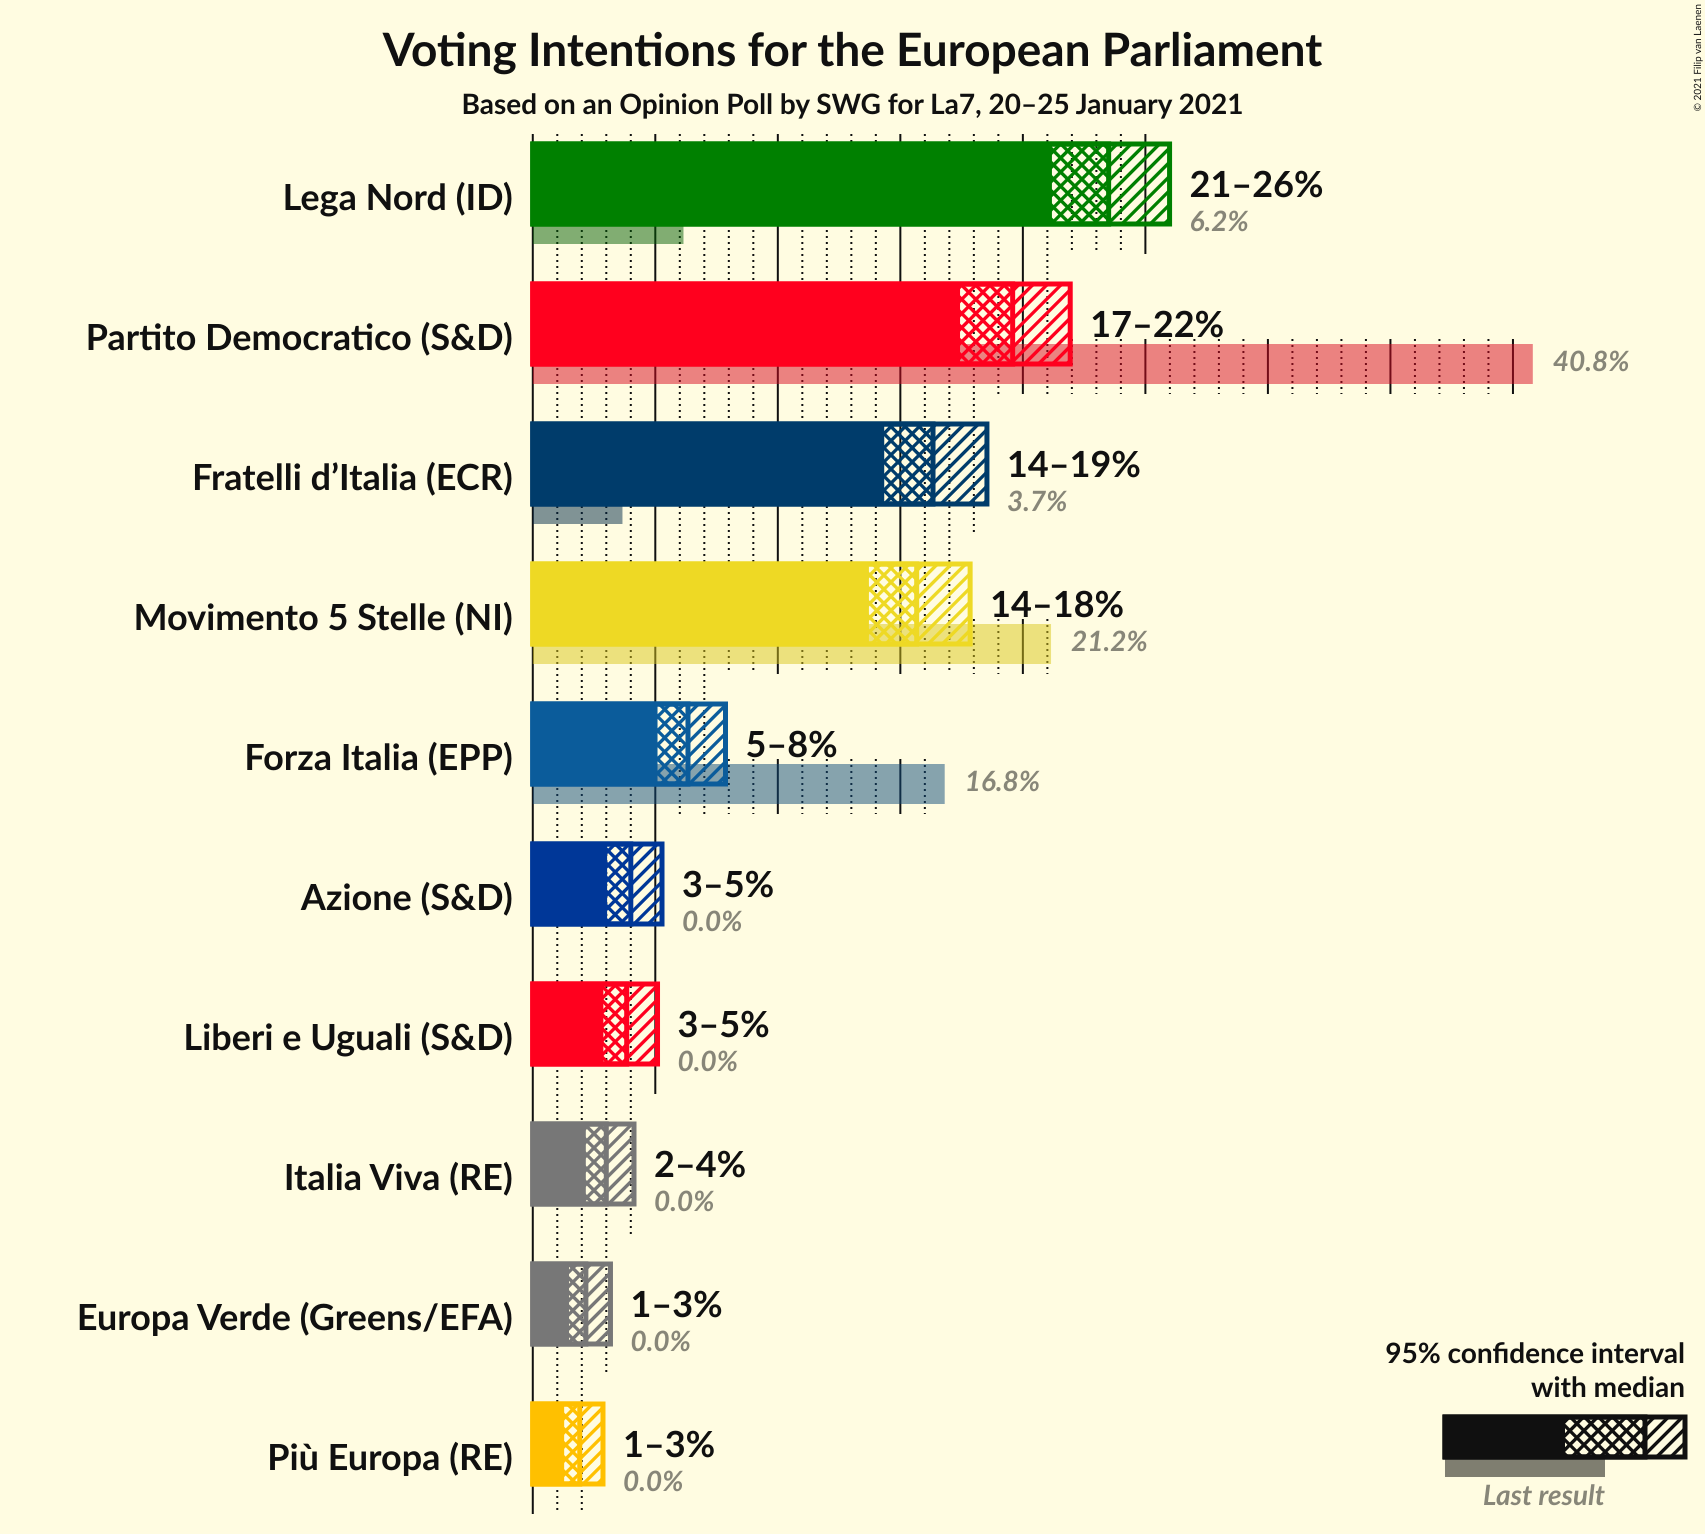 Voting Intentions for the European Parliament
Based on an Opinion Poll by SWG for La7, 20–25 January 2021
© 2021 Filip van Laenen
Lega Nord (ID)
21–26%
6.2%
Partito Democratico (S&D)
17–22%
40.8%
Fratelli d’Italia (ECR)
14–19%
3.7%
Movimento 5 Stelle (NI)
14–18%
21.2%
Forza Italia (EPP)
5–8%
16.8%
Azione (S&D)
3–5%
0.0%
Liberi e Uguali (S&D)
3–5%
0.0%
Italia Viva (RE)
2–4%
0.0%
Europa Verde (Greens/EFA)
1–3%
0.0%
Più Europa (RE)
1–3%
0.0%
95% confidence interval
with median
Last result